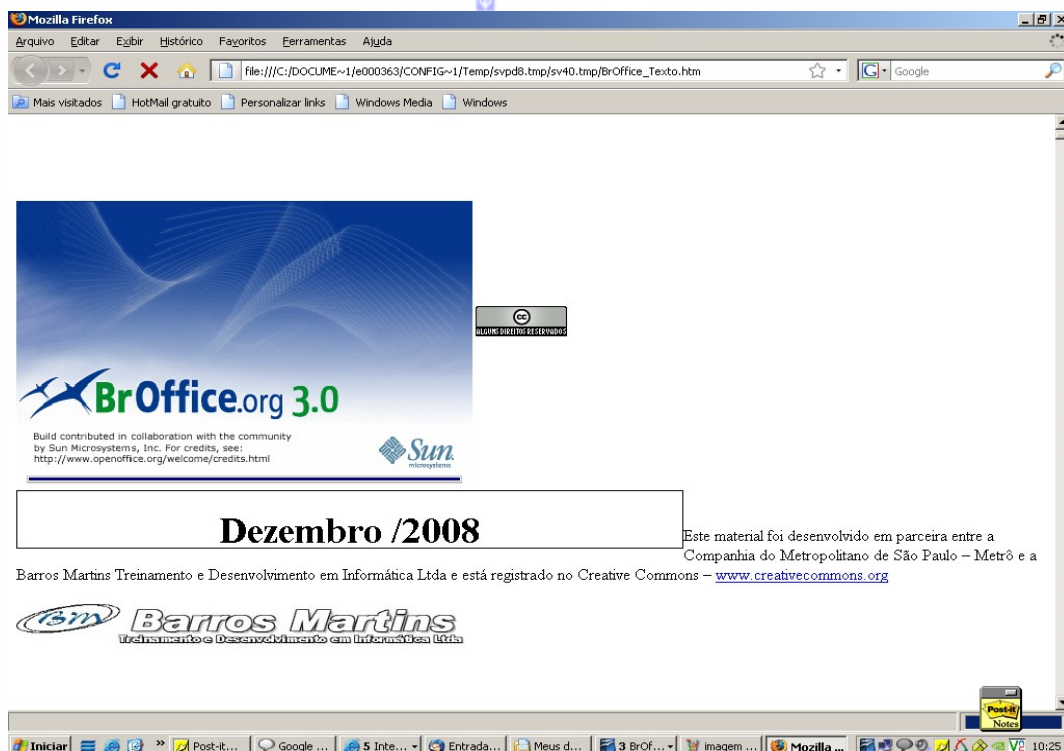 Mozilla Firefox
Arquivo Editar Exibir Histórico Favoritos Ferramentas Ajuda
file:///C:/DOCUME~1/e000363/CONFIG~1/Temp/svpd8.tmp/sv40.tmp/BrOffice_Texto.htm
G Google
Mais visitados HotMail gratuito Personalizar links Windows Media Windows
cc
ALGUNS DIREITOS RESERVADOS
BrOffice.org 3.0
Build contributed in collaboration with the community
by Sun Microsystems, Inc. For credits, see:
http://www.openoffice.org/welcome/credits.html
Sun
microsystems
Dezembro /2008
Este material foi desenvolvido em parceira entre a
Companhia do Metropolitano de São Paulo – Metrô e a
Barros Martins Treinamento e Desenvolvimento em Informática Ltda e está registrado no Creative Commons – www.creativecommons.org
BM Barros Martins
Treinamento e Desenvolvimento em Informática Ltda
Post-it
Notes
Iniciar » Post-it... Google ... 5 Inte... Entrada... Meus d... 3 BrOf... imagem ... Mozilla ... 10:25